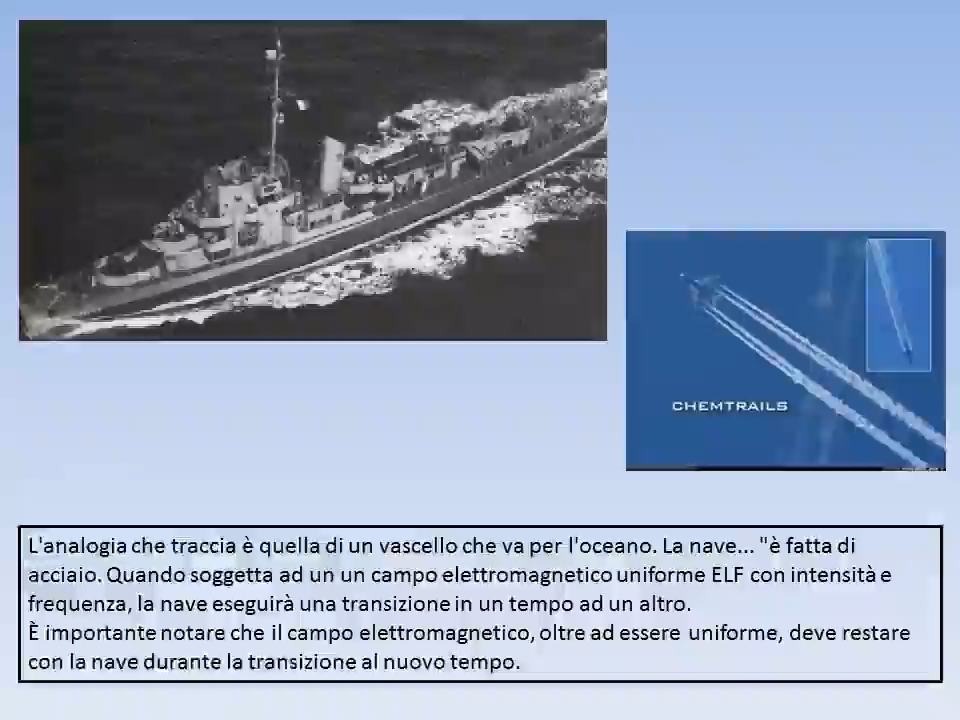 CHEMTRAILS
L'analogia che traccia è quella di un vascello che va per l'oceano. La nave... "è fatta di
acciaio. Quando soggetta ad un un campo elettromagnetico uniforme ELF con intensità e
frequenza, la nave eseguirà una transizione in un tempo ad un altro.
È importante notare che il campo elettromagnetico, oltre ad essere uniforme, deve restare
con la nave durante la transizione al nuovo tempo.